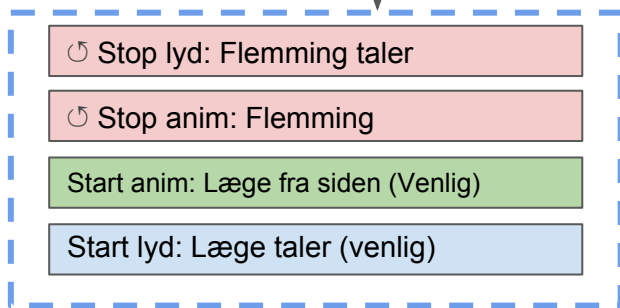 ↺ Stop lyd: Flemming taler
↺ Stop anim: Flemming
Start anim: Læge fra siden (Venlig)
Start lyd: Læge taler (venlig)